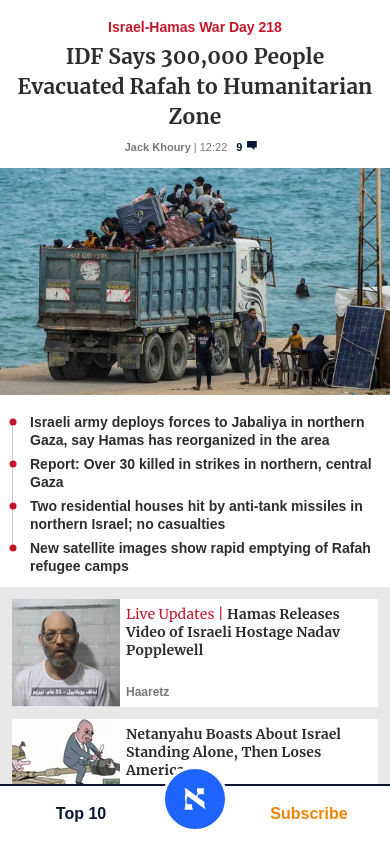 Israel-Hamas War Day 218
IDF Says 300,000 People
Evacuated Rafah to Humanitarian
Zone
Jack Khoury | 12:22 9
Israeli army deploys forces to Jabaliya in northern
Gaza, say Hamas has reorganized in the area
Report: Over 30 killed in strikes in northern, central
Gaza
Two residential houses hit by anti-tank missiles in
northern Israel; no casualties
New satellite images show rapid emptying of Rafah
refugee camps
Live Updates | Hamas Releases
Video of Israeli Hostage Nadav
Popplewell
Haaretz
Netanyahu Boasts About Israel
Standing Alone, Then Loses
Top 10
Subscribe